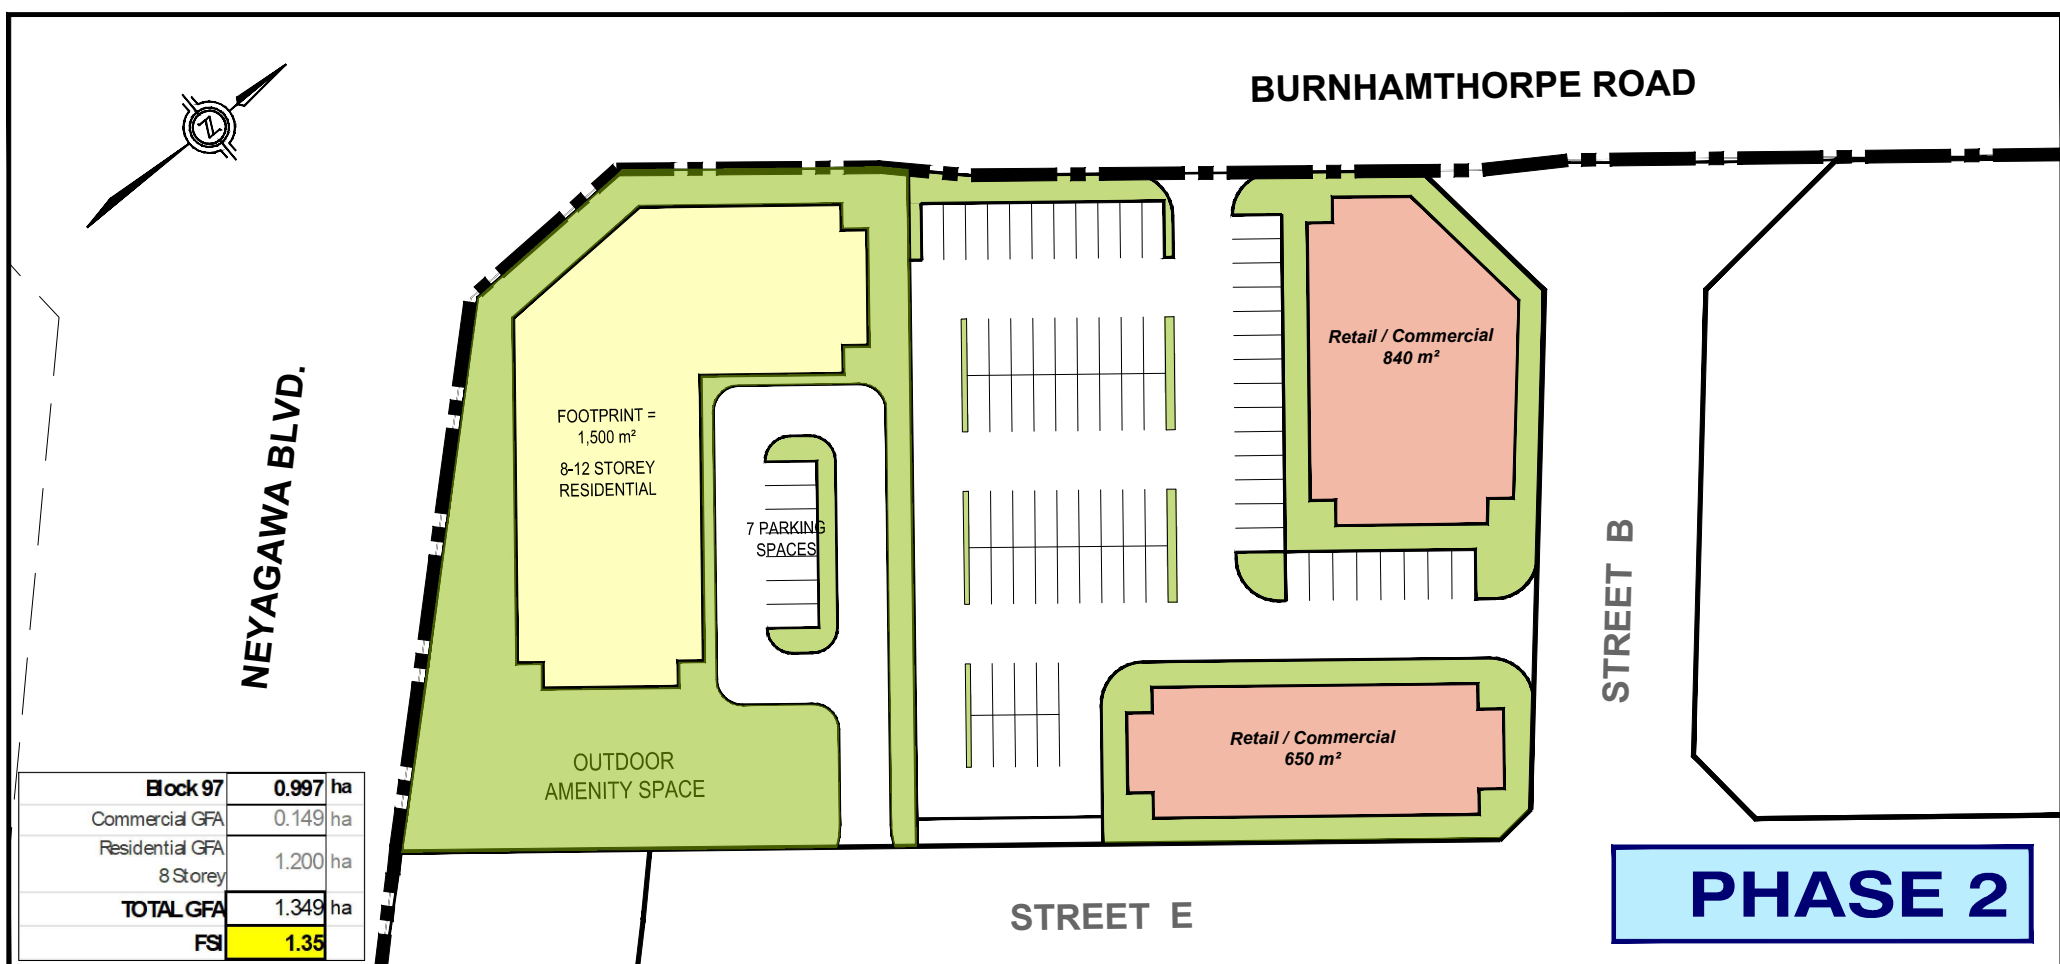 BURNHAMTHORPE ROAD
NEYAGAWA BLVD.
Z
FOOTPRINT =
1,500 m²
8-12 STOREY
RESIDENTIAL
7 PARKING
SPACES
OUTDOOR
AMENITY SPACE
Retail / Commercial
840 m²
Retail / Commercial
650 m²
STREET B
STREET E
Block 97 0.997 ha
Commercial GFA 0.149 ha
Residential GFA
8 Storey 1.200 ha
TOTAL GFA 1.349 ha
FSI 1.35
PHASE 2